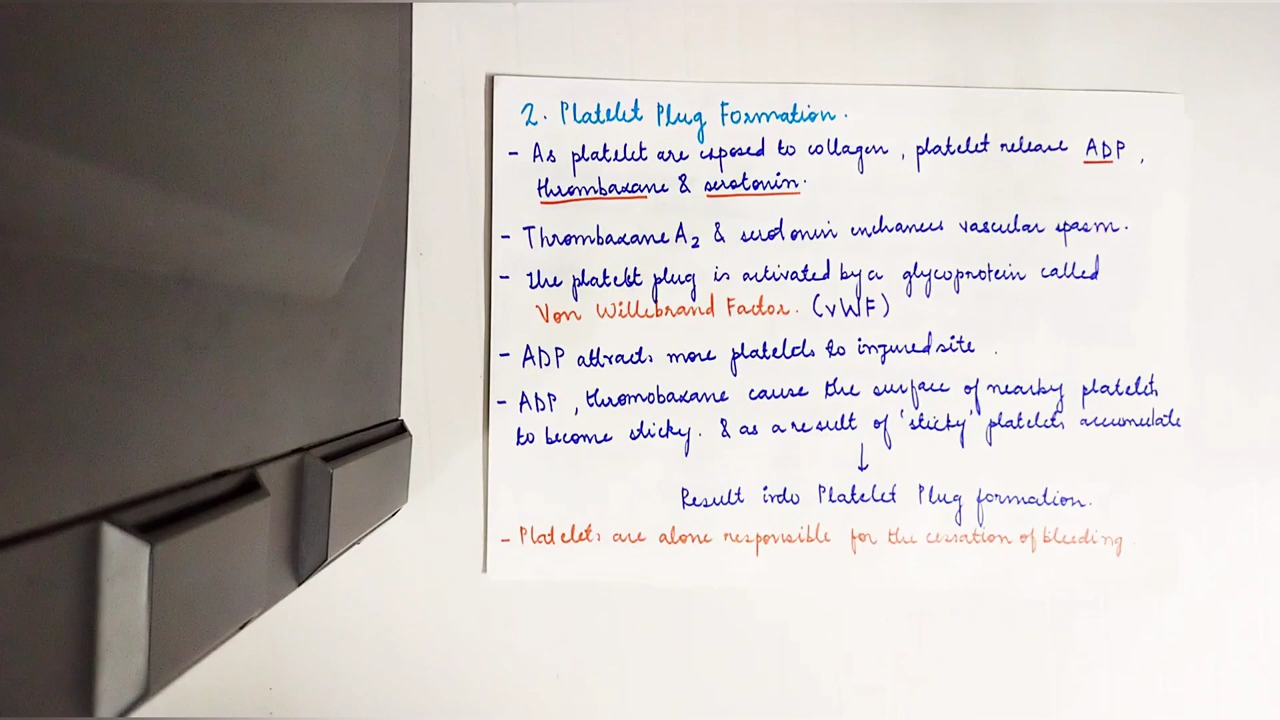 2. Platelet Plug Formation.
- As platelet are exposed to collagen, platelet release ADP,
thrombaxane & serotonin.
- Thrombaxane A2 & serotonin enchances vascular spasm.
- The platelet plug is activated by a glycoprotein called
Von Willebrand Factor. (vWF)
- ADP attracts more platelets to injured site.
- ADP, thromobaxane cause the surface of nearby platelets
to become sticky. & as a result of 'sticky' platelets accumulate
↓
Result into Platelet Plug formation.
- Platelets are alone responsible for the cessation of bleeding.